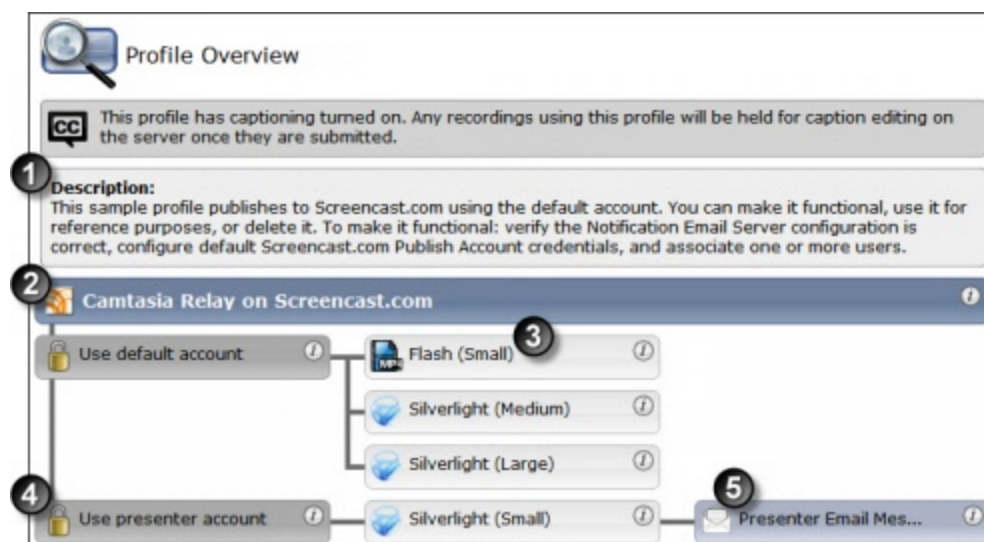 Profile Overview
CC This profile has captioning turned on. Any recordings using this profile will be held for caption editing on
the server once they are submitted.
1
Description:
This sample profile publishes to Screencast.com using the default account. You can make it functional, use it for
reference purposes, or delete it. To make it functional: verify the Notification Email Server configuration is
correct, configure default Screencast.com Publish Account credentials, and associate one or more users.
2 Camtasia Relay on Screencast.com i
3
Use default account i MP4 Flash (Small) i
Silverlight (Medium) i
Silverlight (Large) i
4 5
Use presenter account i Silverlight (Small) i Presenter Email Mes... i